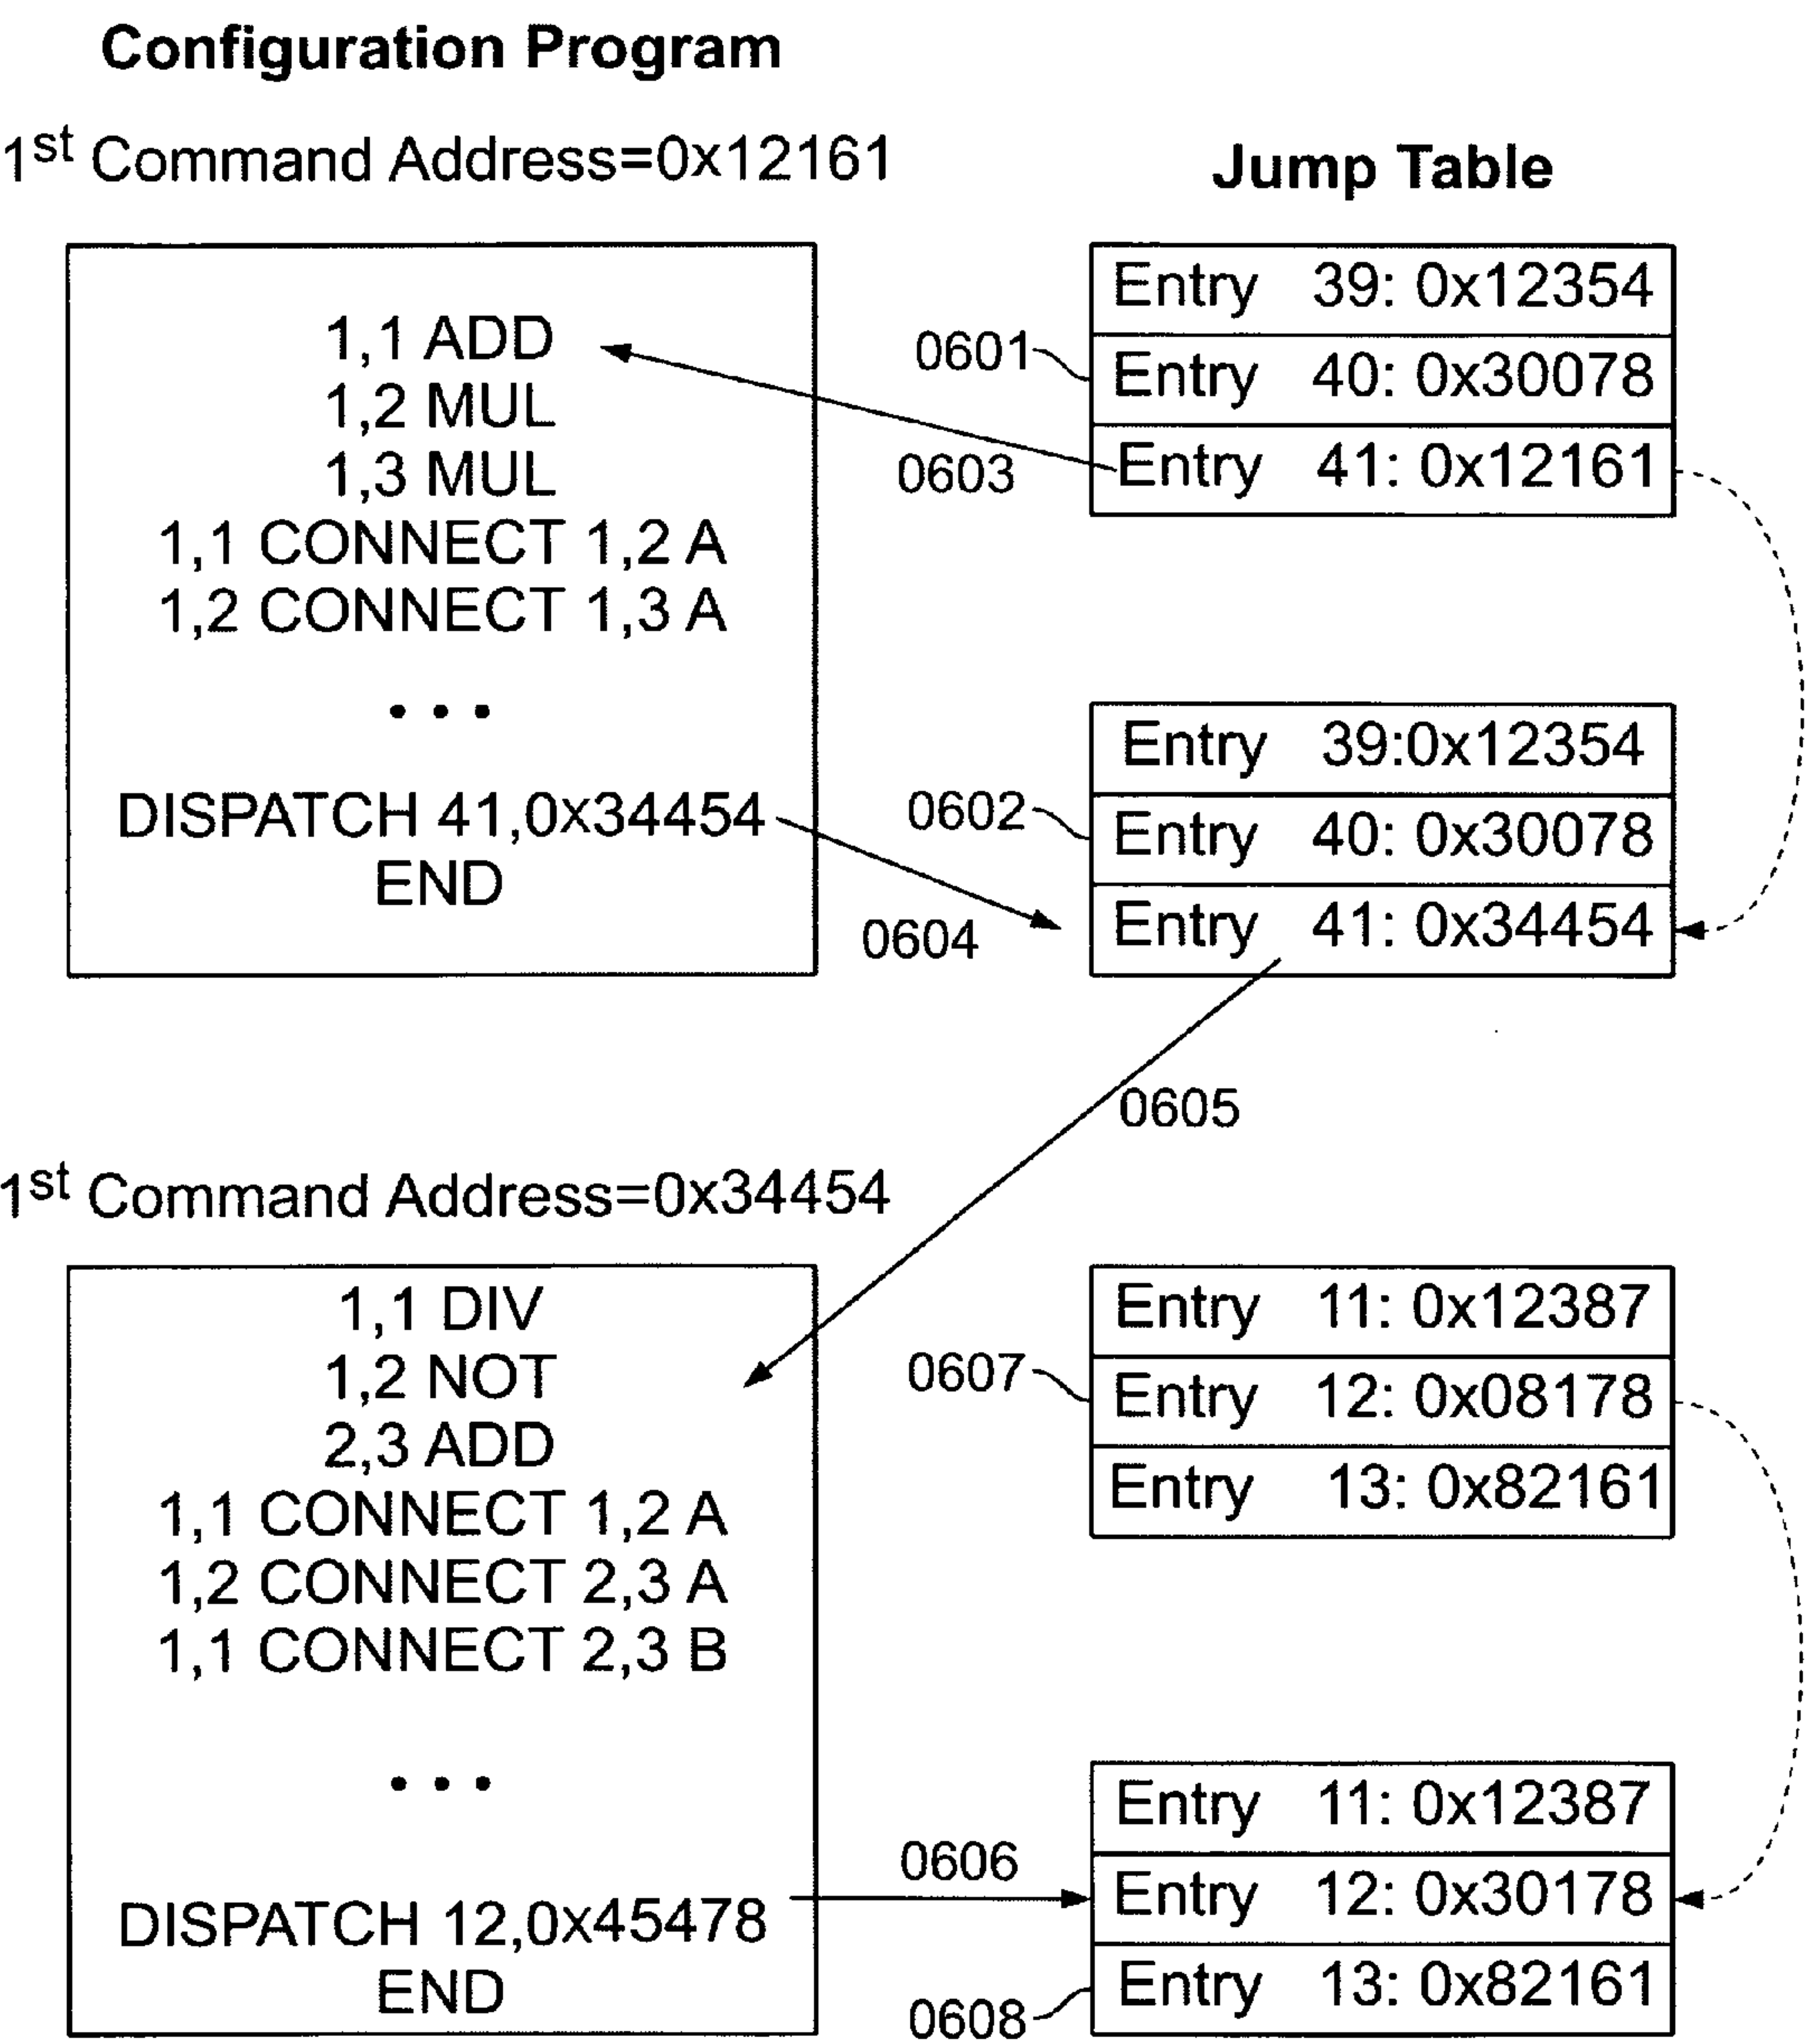 Configuration Program
1st Command Address=0x12161
1,1 ADD
1,2 MUL
1,3 MUL
1,1 CONNECT 1,2 A
1,2 CONNECT 1,3 A
...
DISPATCH 41,0x34454
END
Jump Table
Entry 39: 0x12354
0601
Entry 40: 0x30078
0603
Entry 41: 0x12161
Entry 39:0x12354
0602
Entry 40: 0x30078
Entry 41: 0x34454
0604
0605
1st Command Address=0x34454
1,1 DIV
1,2 NOT
2,3 ADD
1,1 CONNECT 1,2 A
1,2 CONNECT 2,3 A
1,1 CONNECT 2,3 B
...
DISPATCH 12,0x45478
END
Entry 11: 0x12387
0607
Entry 12: 0x08178
Entry 13: 0x82161
Entry 11: 0x12387
0606
Entry 12: 0x30178
Entry 13: 0x82161
0608